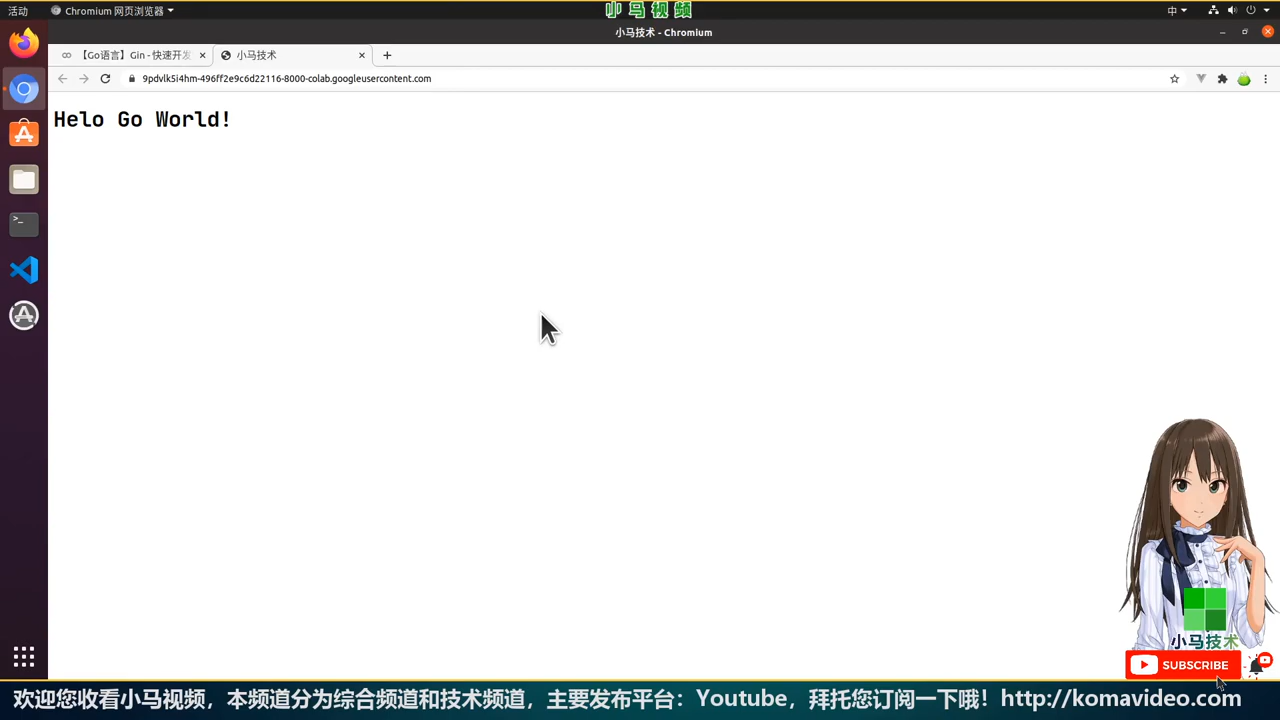 活动
Chromium 网页浏览器
小马视频
中
小马技术 - Chromium
【Go语言】Gin - 快速开发
小马技术
9pdvlk5i4hm-496ff2e9c6d22116-8000-colab.googleusercontent.com
Helo Go World!
小马技术
SUBSCRIBE
欢迎您收看小马视频，本频道分为综合频道和技术频道，主要发布平台：Youtube，拜托您订阅一下哦！http://komavideo.com